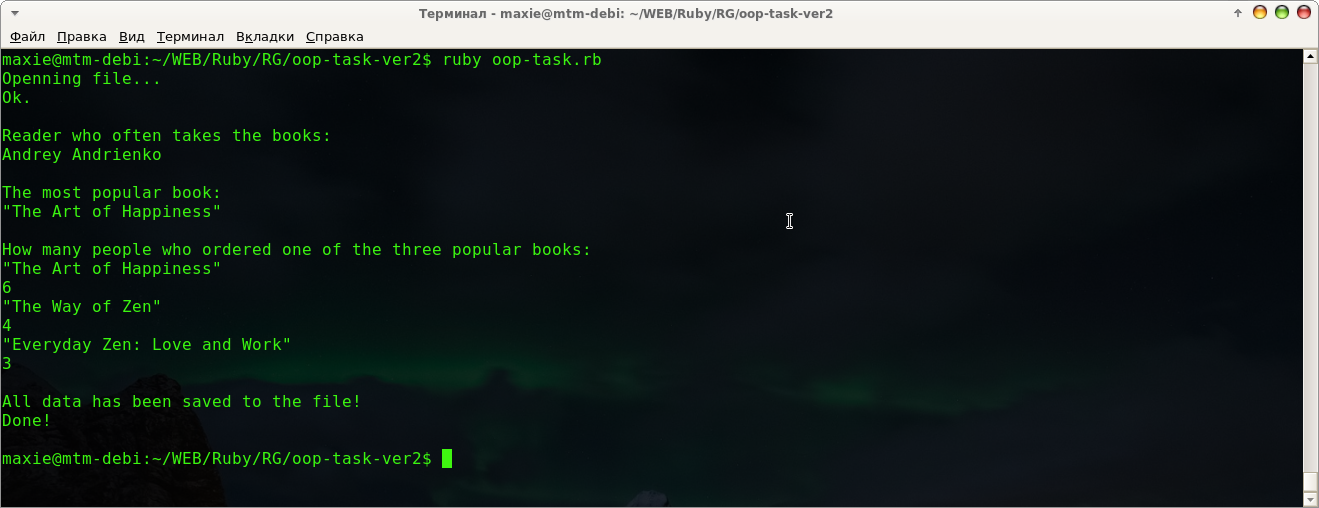 Терминал - maxie@mtm-debi: ~/WEB/Ruby/RG/oop-task-ver2
Файл Правка Вид Терминал Вкладки Справка
maxie@mtm-debi:~/WEB/Ruby/RG/oop-task-ver2$ ruby oop-task.rb
Openning file...
Ok.
Reader who often takes the books:
Andrey Andrienko
The most popular book:
"The Art of Happiness"
How many people who ordered one of the three popular books:
"The Art of Happiness"
6
"The Way of Zen"
4
"Everyday Zen: Love and Work"
3
All data has been saved to the file!
Done!
maxie@mtm-debi:~/WEB/Ruby/RG/oop-task-ver2$